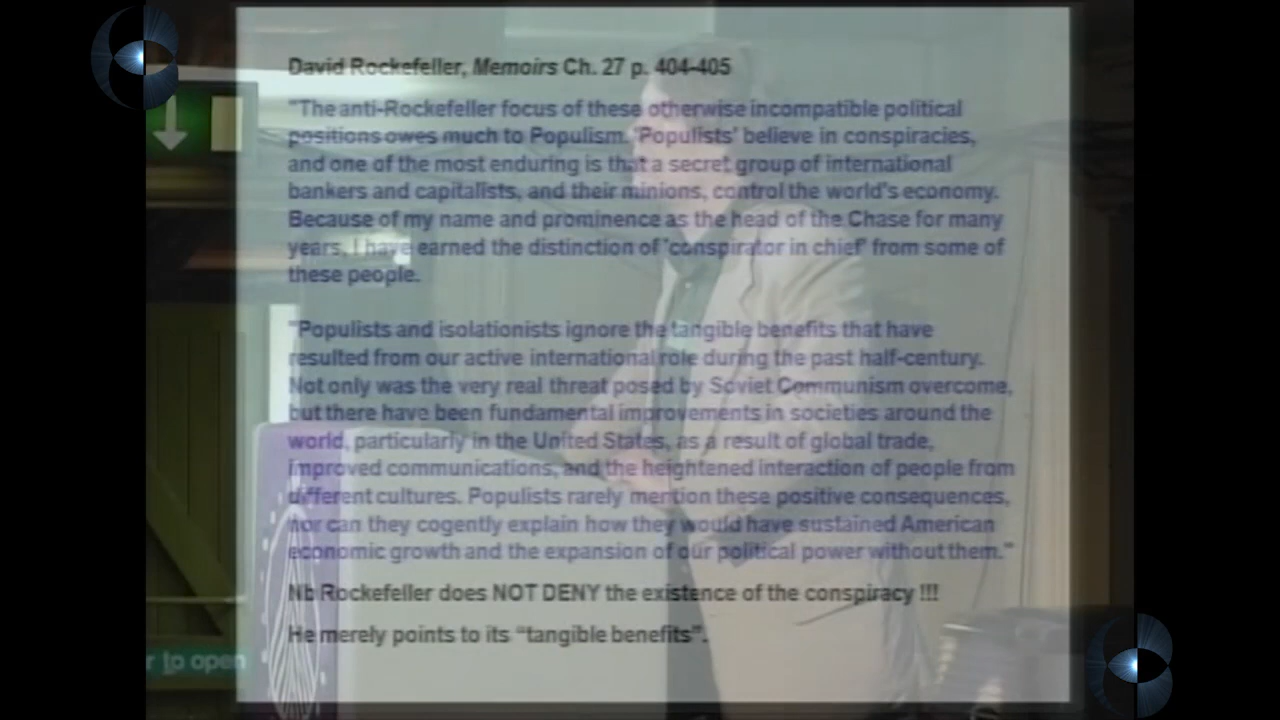 David Rockefeller, Memoirs Ch. 27 p. 404-405
"The anti-Rockefeller focus of these otherwise incompatible political
positions owes much to Populism. 'Populists' believe in conspiracies,
and one of the most enduring is that a secret group of international
bankers and capitalists, and their minions, control the world's economy.
Because of my name and prominence as the head of the Chase for many
years, I have earned the distinction of 'conspirator in chief' from some of
these people.
"Populists and isolationists ignore the tangible benefits that have
resulted from our active international role during the past half-century.
Not only was the very real threat posed by Soviet Communism overcome,
but there have been fundamental improvements in societies around the
world, particularly in the United States, as a result of global trade,
improved communications, and the heightened interaction of people from
different cultures. Populists rarely mention these positive consequences,
nor can they cogently explain how they would have sustained American
economic growth and the expansion of our political power without them."
Nb Rockefeller does NOT DENY the existence of the conspiracy !!!
He merely points to its "tangible benefits".
r to open